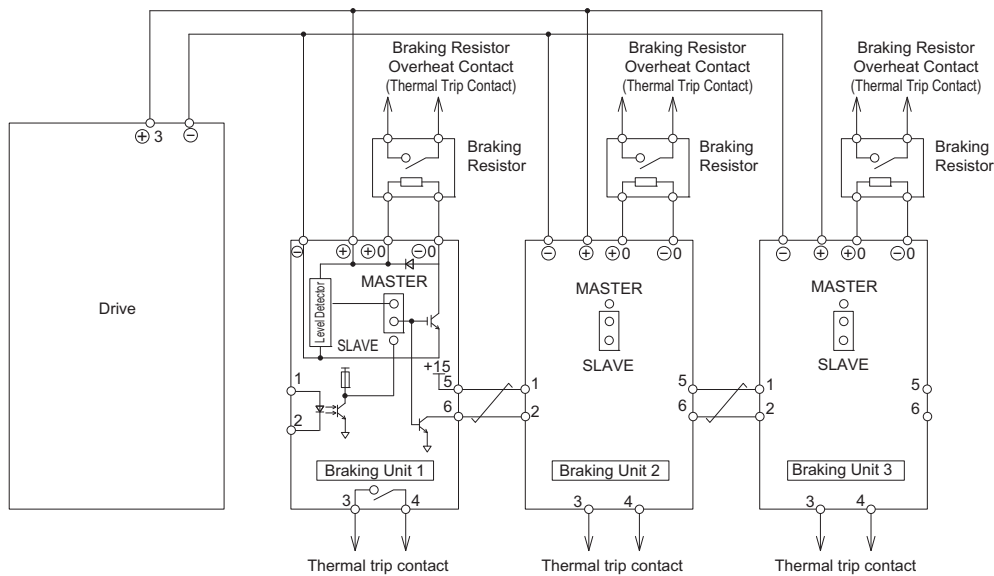 Braking Resistor
Overheat Contact
(Thermal Trip Contact)
Braking Resistor
Overheat Contact
(Thermal Trip Contact)
Braking Resistor
Overheat Contact
(Thermal Trip Contact)
⊕ 3 ⊖
Braking
Resistor
Braking
Resistor
Braking
Resistor
Drive
⊖ ⊕ ⊕0 ⊖0
MASTER
Level Detector
SLAVE
+15
1
2
5
6
Braking Unit 1
3 4
Thermal trip contact
⊖ ⊕ ⊕0 ⊖0
MASTER
SLAVE
1
2
5
6
Braking Unit 2
3 4
Thermal trip contact
⊖ ⊕ ⊕0 ⊖0
MASTER
SLAVE
1
2
5
6
Braking Unit 3
3 4
Thermal trip contact